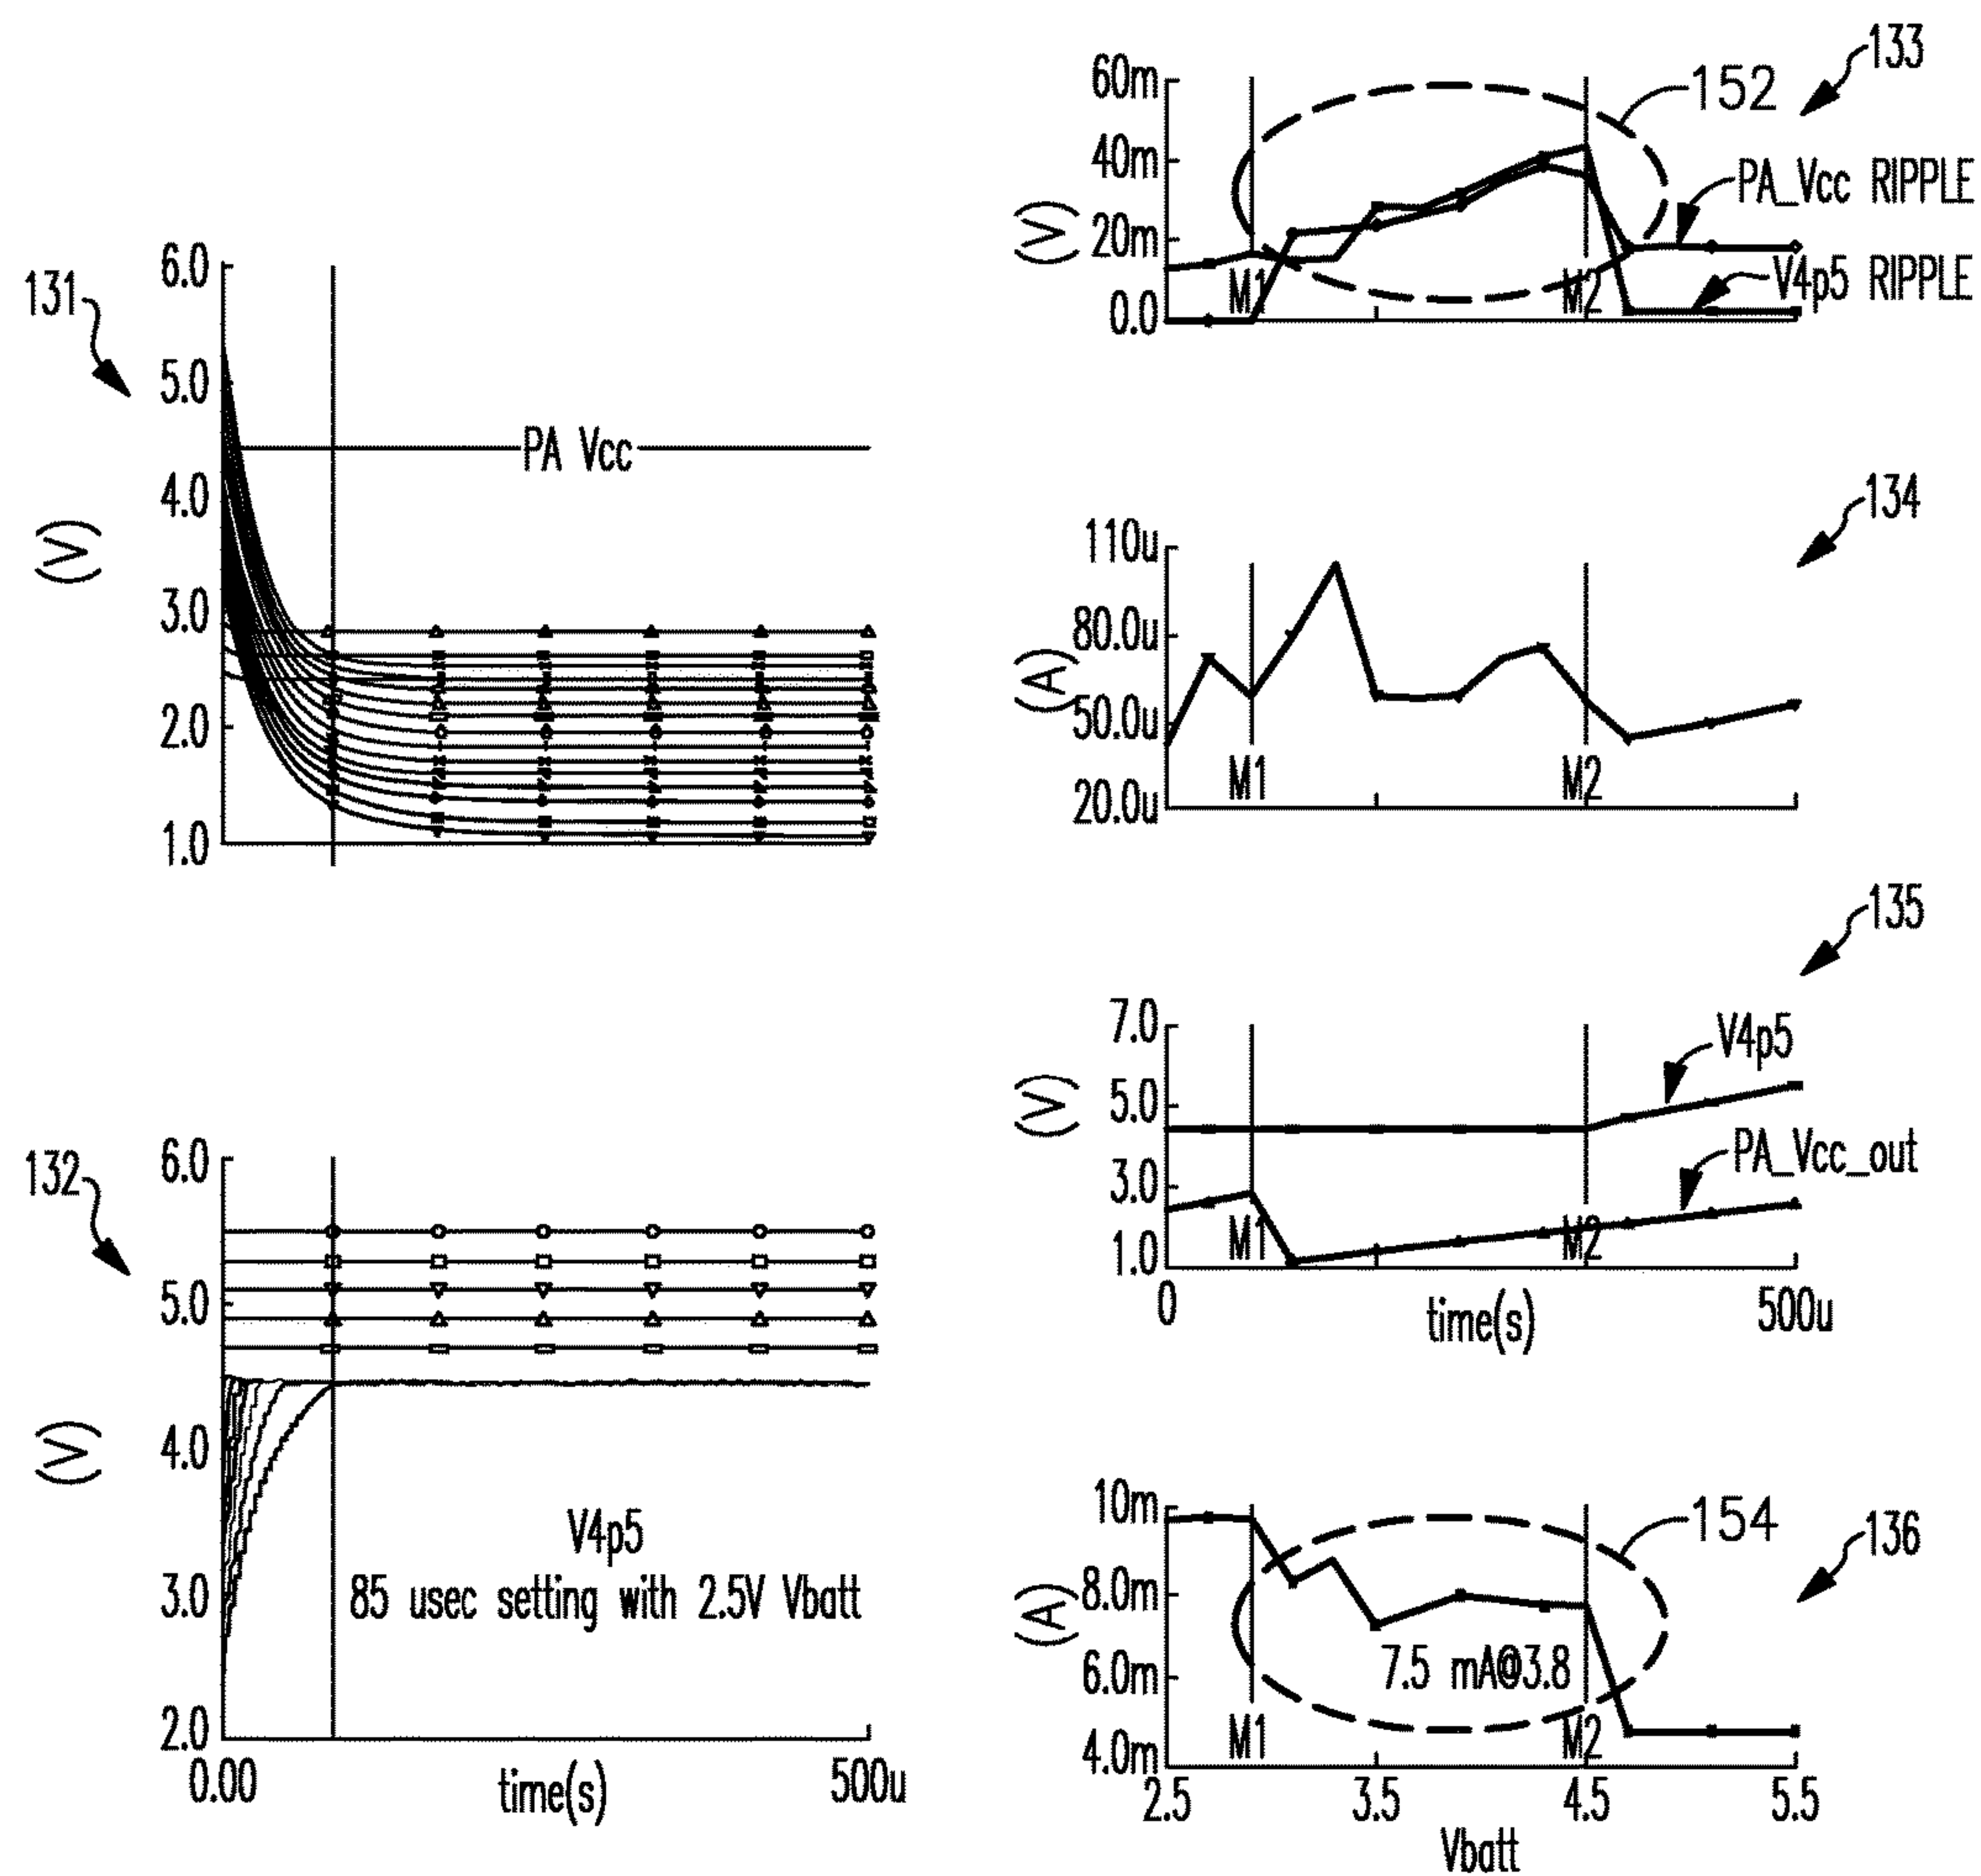 131
6.0
5.0
4.0
3.0
2.0
1.0
(V)
PA Vcc
132
6.0
5.0
4.0
3.0
2.0
(V)
V4p5
85 usec setting with 2.5V Vbatt
0.00
time(s)
500u
133
152
60m
40m
20m
0.0
(V)
PA_Vcc RIPPLE
V4p5 RIPPLE
M1
M2
134
110u
80.0u
50.0u
20.0u
(A)
M1
M2
135
7.0
5.0
3.0
1.0
(V)
V4p5
PA_Vcc_out
M1
M2
0
time(s)
500u
136
154
10m
8.0m
6.0m
4.0m
(A)
7.5 mA@3.8
M1
M2
2.5
3.5
4.5
5.5
Vbatt